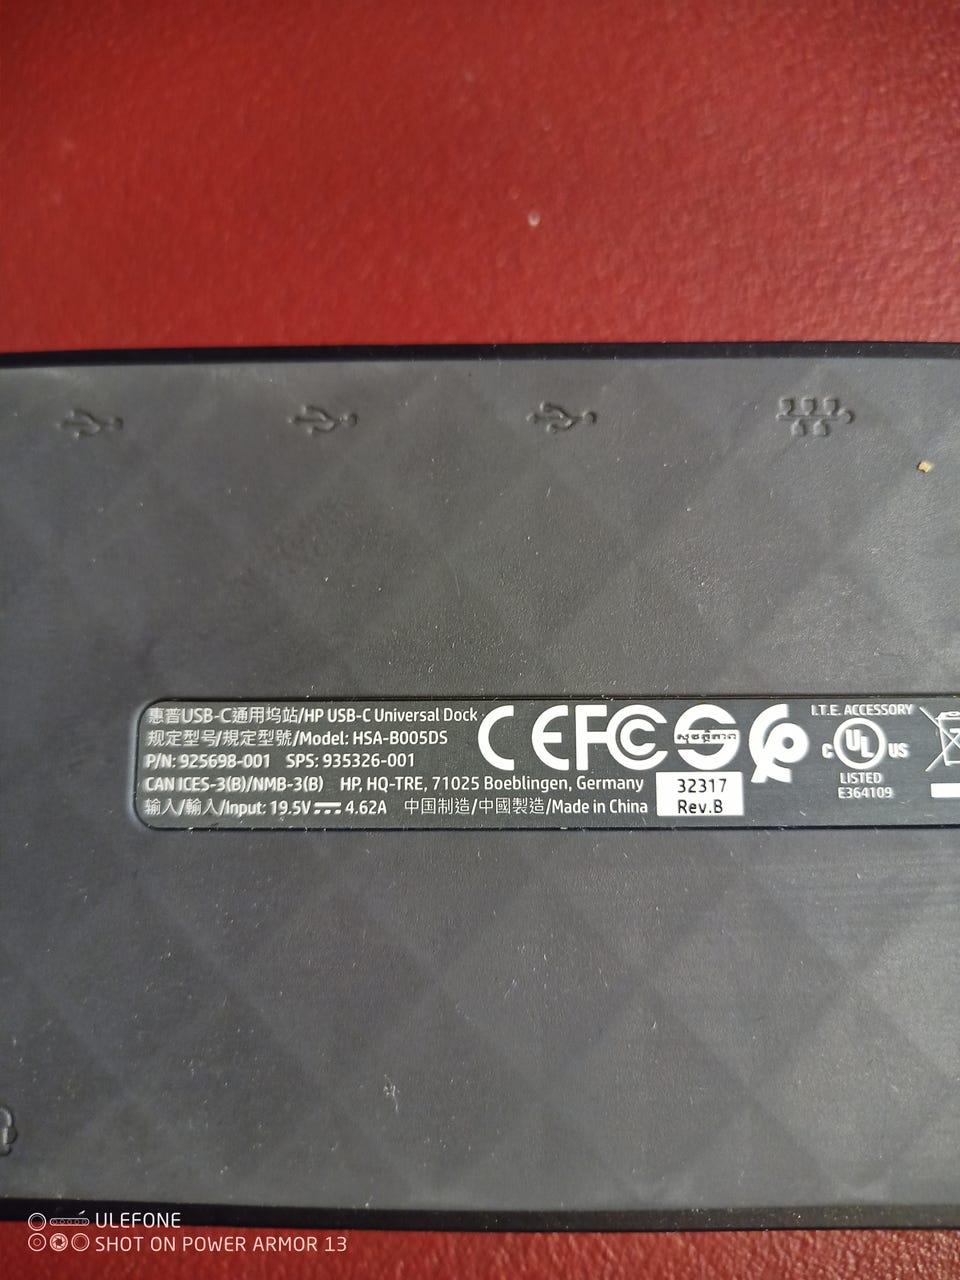 惠普USB-C通用坞站/HP USB-C Universal Dock
规定型号/規定型號/Model: HSA-B005DS
P/N: 925698-001 SPS: 935326-001
CAN ICES-3(B)/NMB-3(B) HP, HQ-TRE, 71025 Boeblingen, Germany
输入/輸入/Input: 19.5V 4.62A 中国制造/中國製造/Made in China
32317
Rev.B
CE FC
I.T.E. ACCESSORY
C UL US
LISTED
E364109
ULEFONE
SHOT ON POWER ARMOR 13